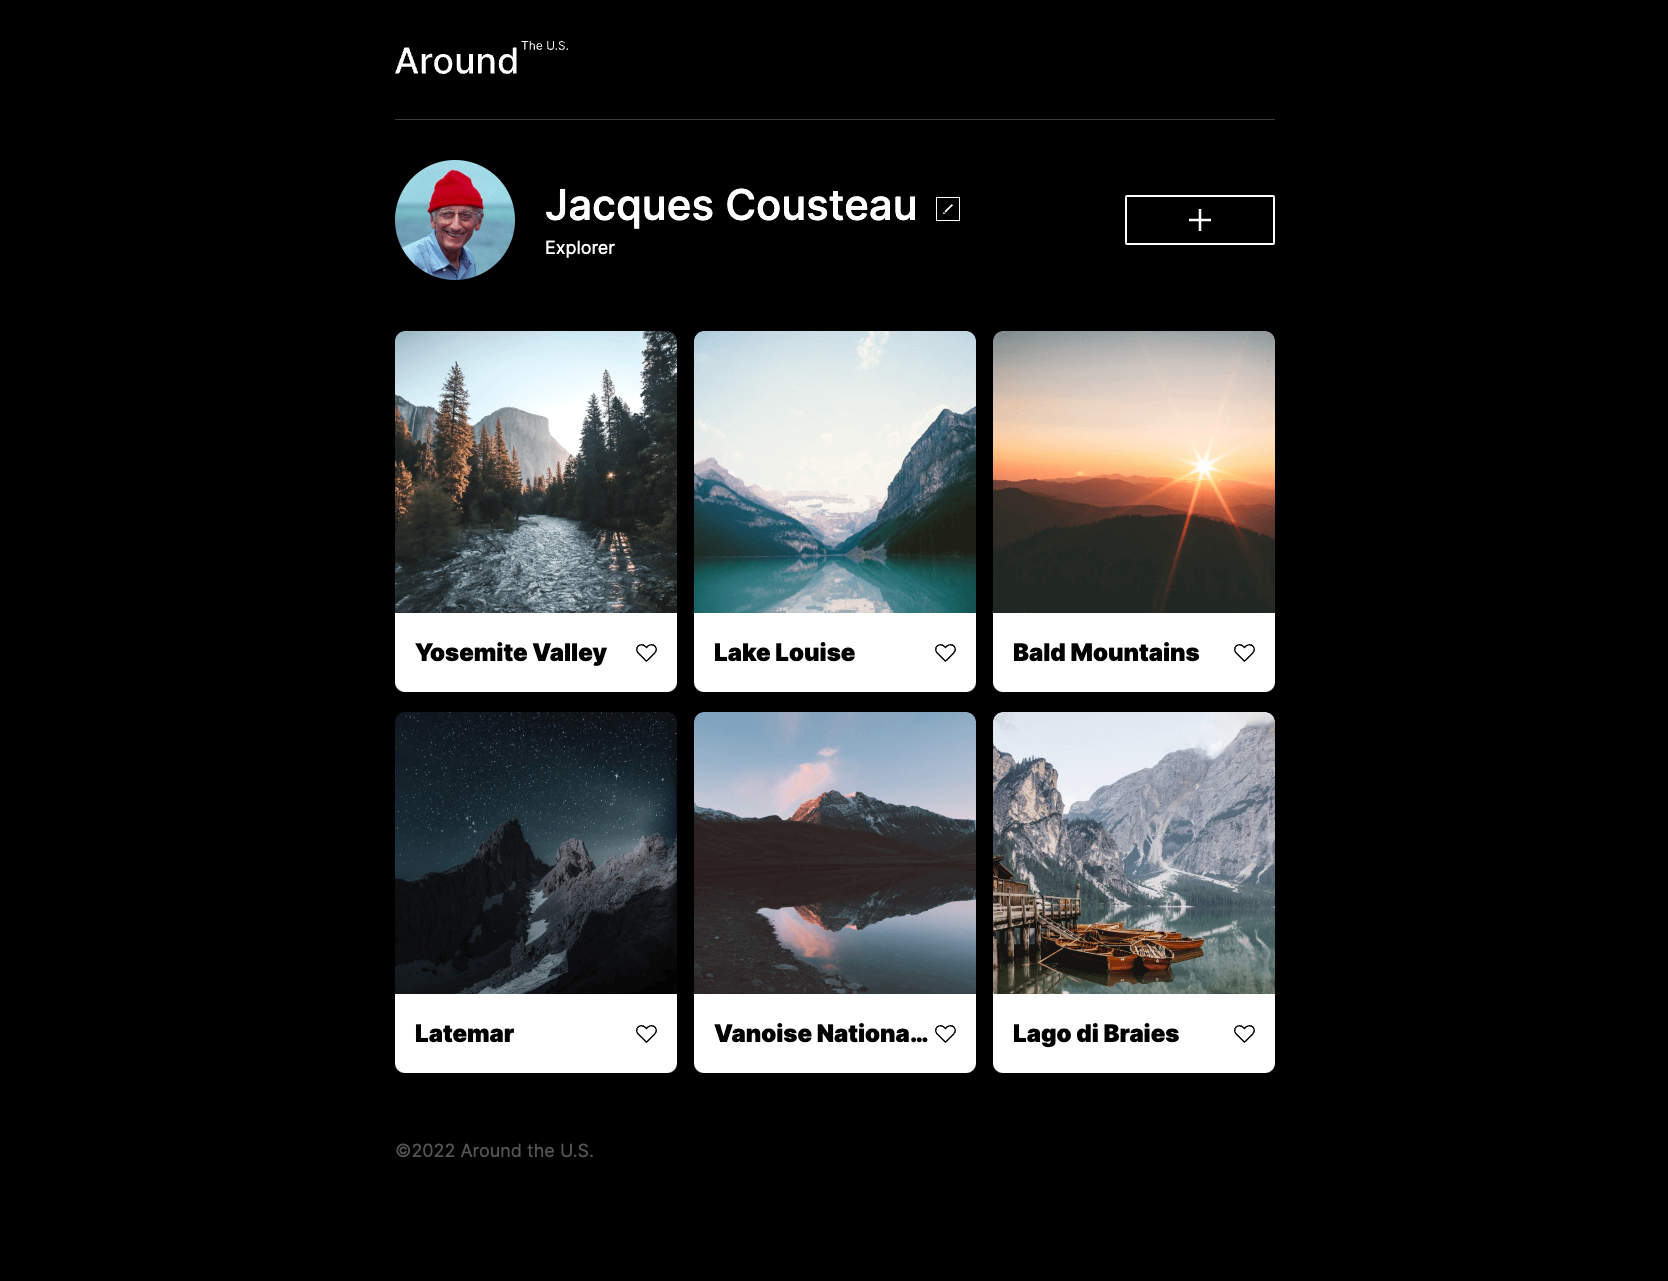 Around The U.S.
Jacques Cousteau
Explorer
Yosemite Valley
Lake Louise
Bald Mountains
Latemar
Vanoise Nationa...
Lago di Braies
©2022 Around the U.S.